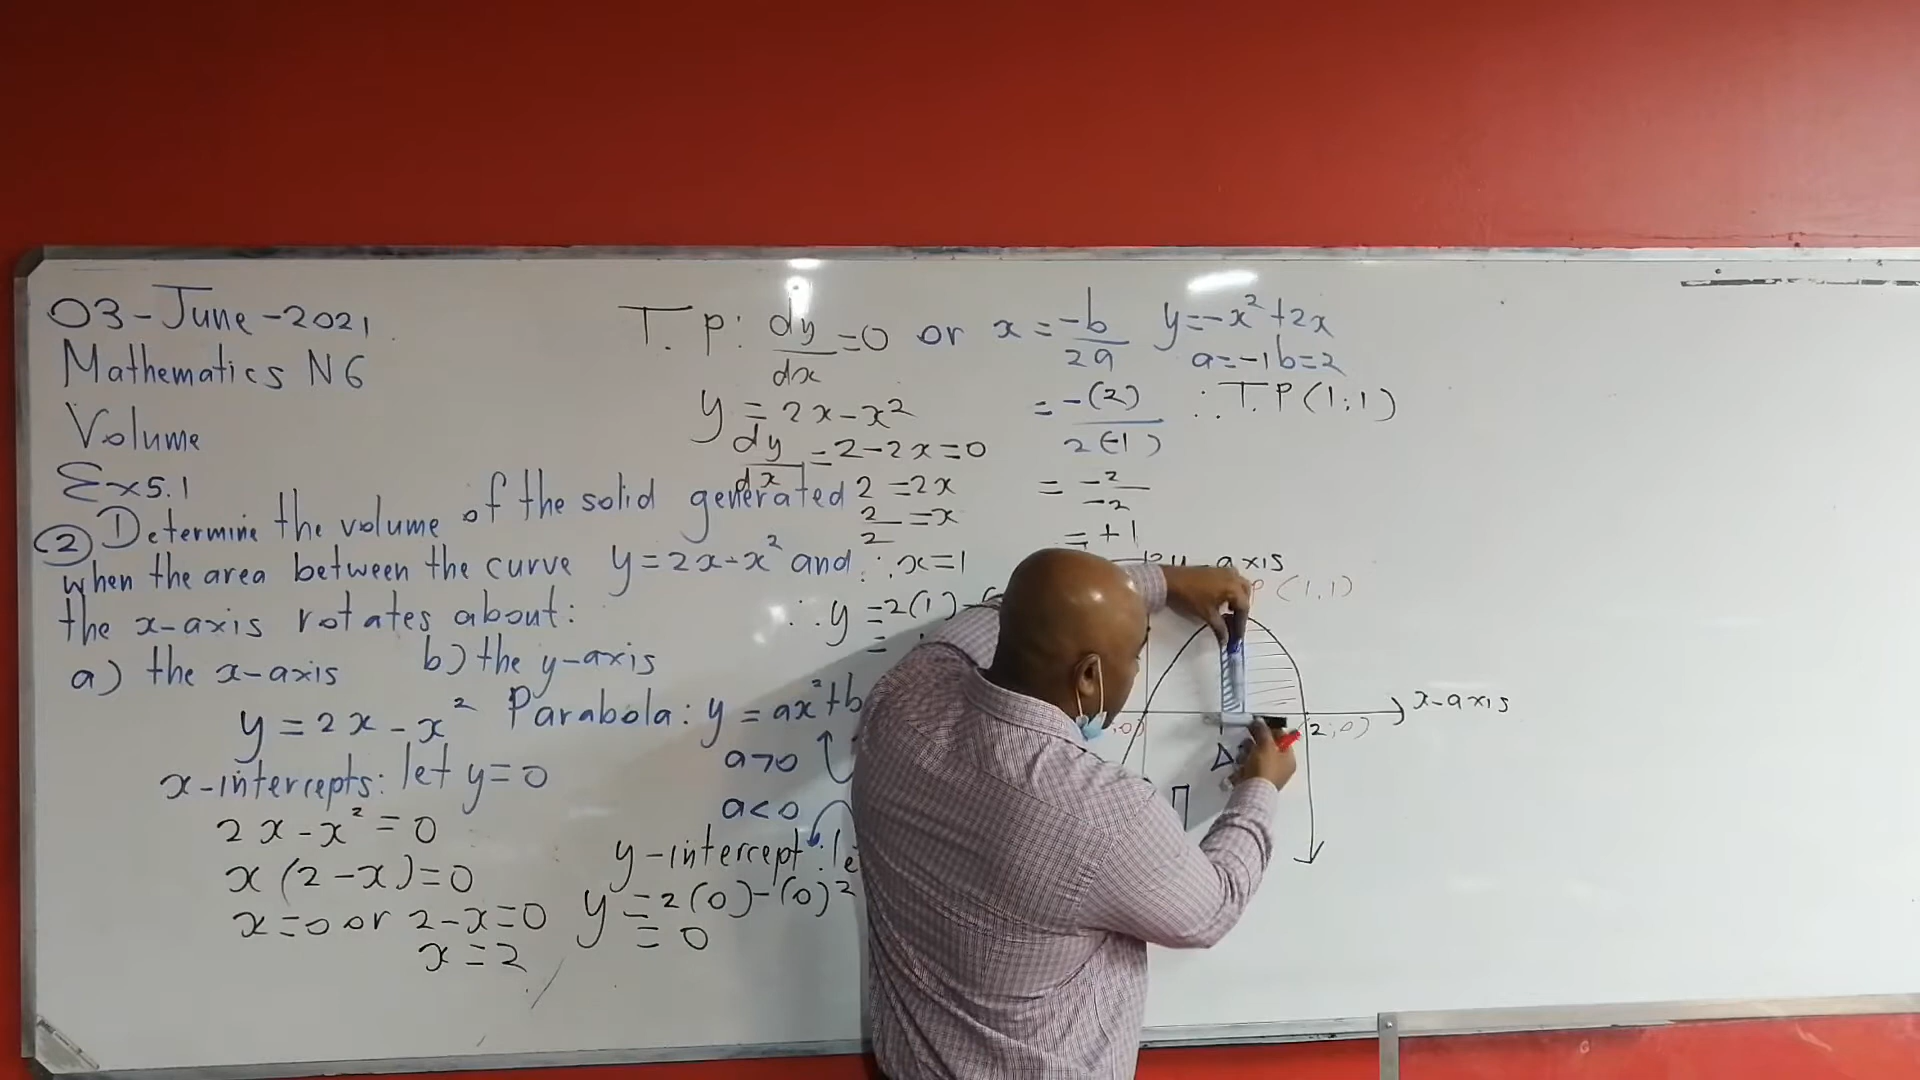 03-June-2021
Mathematics N6
Volume
Ex5.1
② Determine the volume of the solid generated
when the area between the curve y=2x-x² and
the x-axis rotates about:
a) the x-axis b) the y-axis
y=2x-x²
x-intercepts: let y=0
2x-x²=0
x(2-x)=0
x=0 or 2-x=0
x=2
Parabola: y=ax²+b
a>0
a<0
y-intercept: le
y=2(0)-(0)²
=0
T.P: dy/dx=0 or x=-b/2a
y=2x-x²
dy/dx=2-2x=0
2=2x
2/2=x
∴x=1
∴y=2(1)-
=
=-(2)/2(-1)
=-2/-2
=+1
y=-x²+2x
a=-1 b=2
∴T.P(1;1)
y-axis
P(1,1)
x-axis
;0)
2;0)
Δ